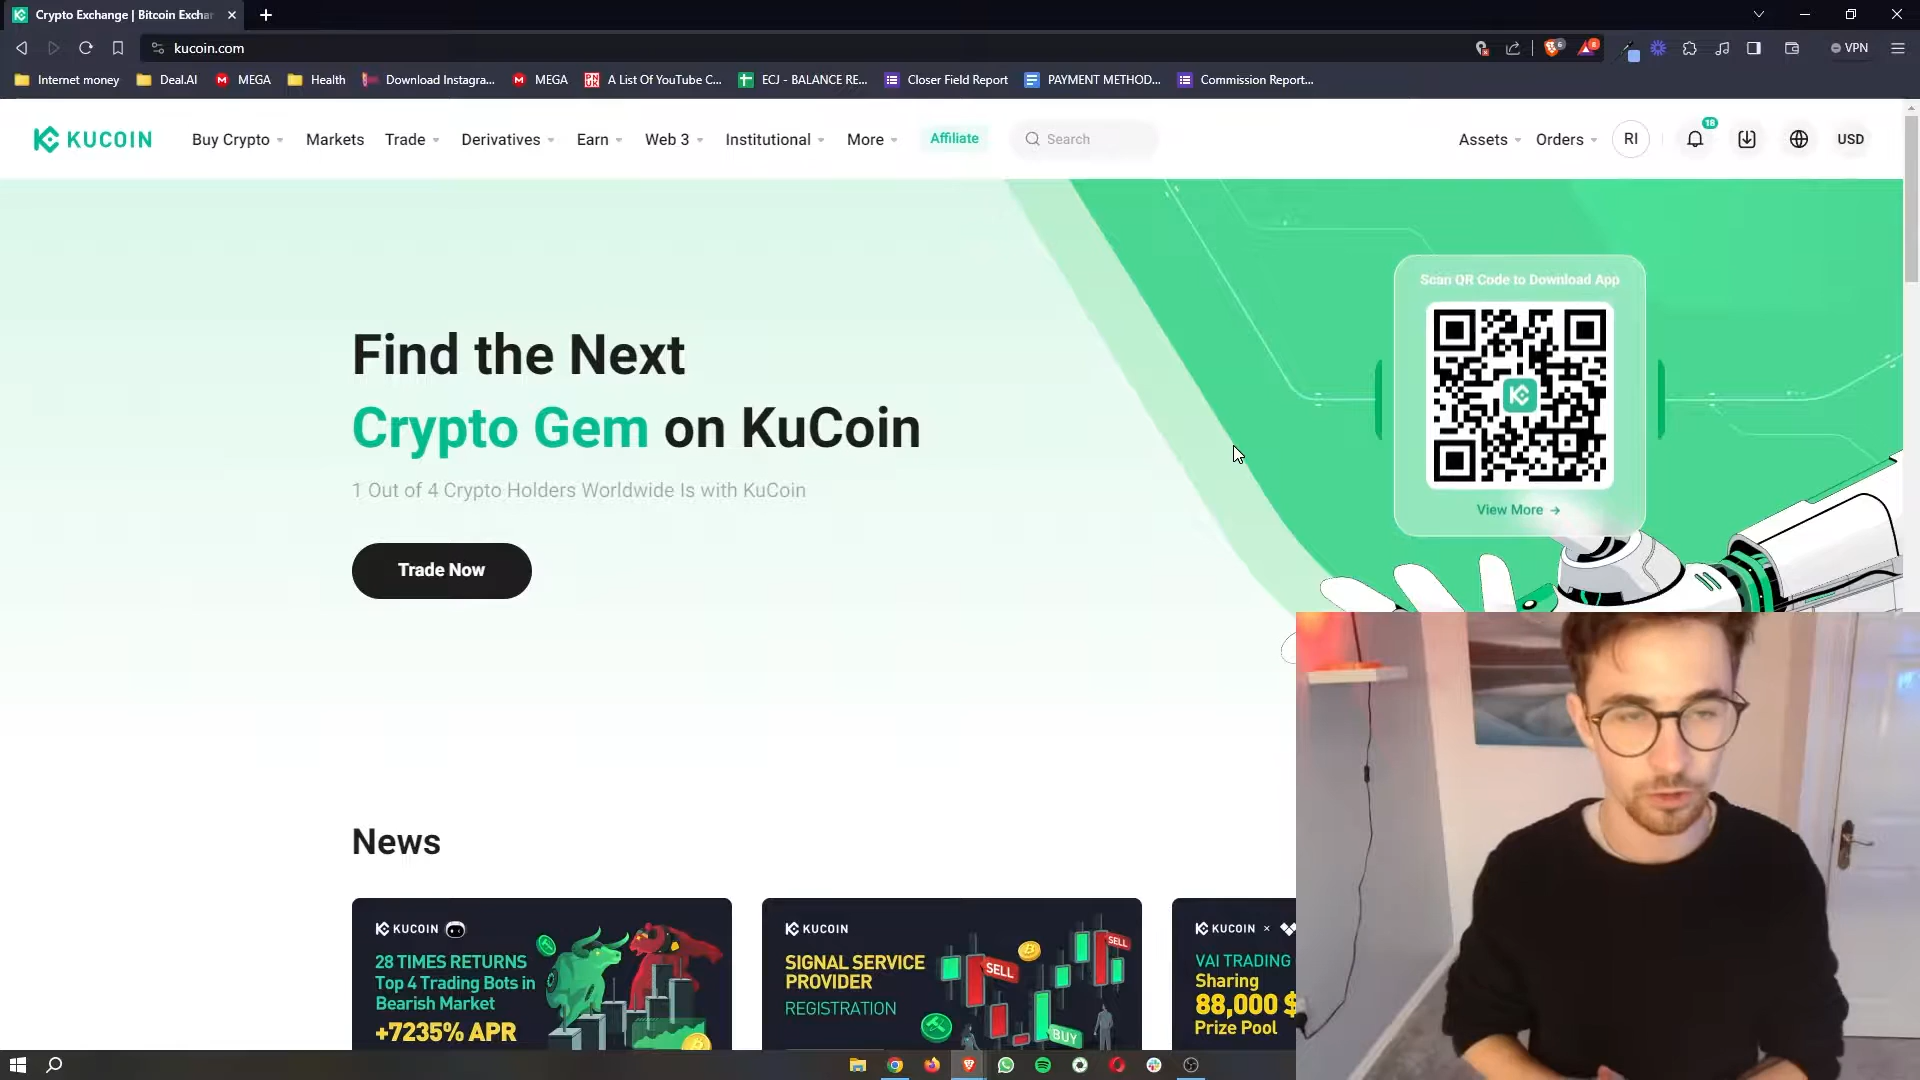 Crypto Exchange | Bitcoin Exchan
kucoin.com
VPN
Internet money
Deal.AI
MEGA
Health
Download Instagra...
MEGA
A List Of YouTube C...
ECJ - BALANCE RE...
Closer Field Report
PAYMENT METHOD...
Commission Report...
KUCOIN
Buy Crypto
Markets
Trade
Derivatives
Earn
Web 3
Institutional
More
Affiliate
Search
Assets
Orders
RI
18
USD
Scan QR Code to Download App
View More →
Find the Next
Crypto Gem on KuCoin
1 Out of 4 Crypto Holders Worldwide Is with KuCoin
Trade Now
News
KUCOIN
28 TIMES RETURNS
Top 4 Trading Bots in
Bearish Market
+7235% APR
KUCOIN
SIGNAL SERVICE
PROVIDER
REGISTRATION
SELL
SELL
BUY
KUCOIN ×
VAI TRADING
Sharing
88,000 $
Prize Pool